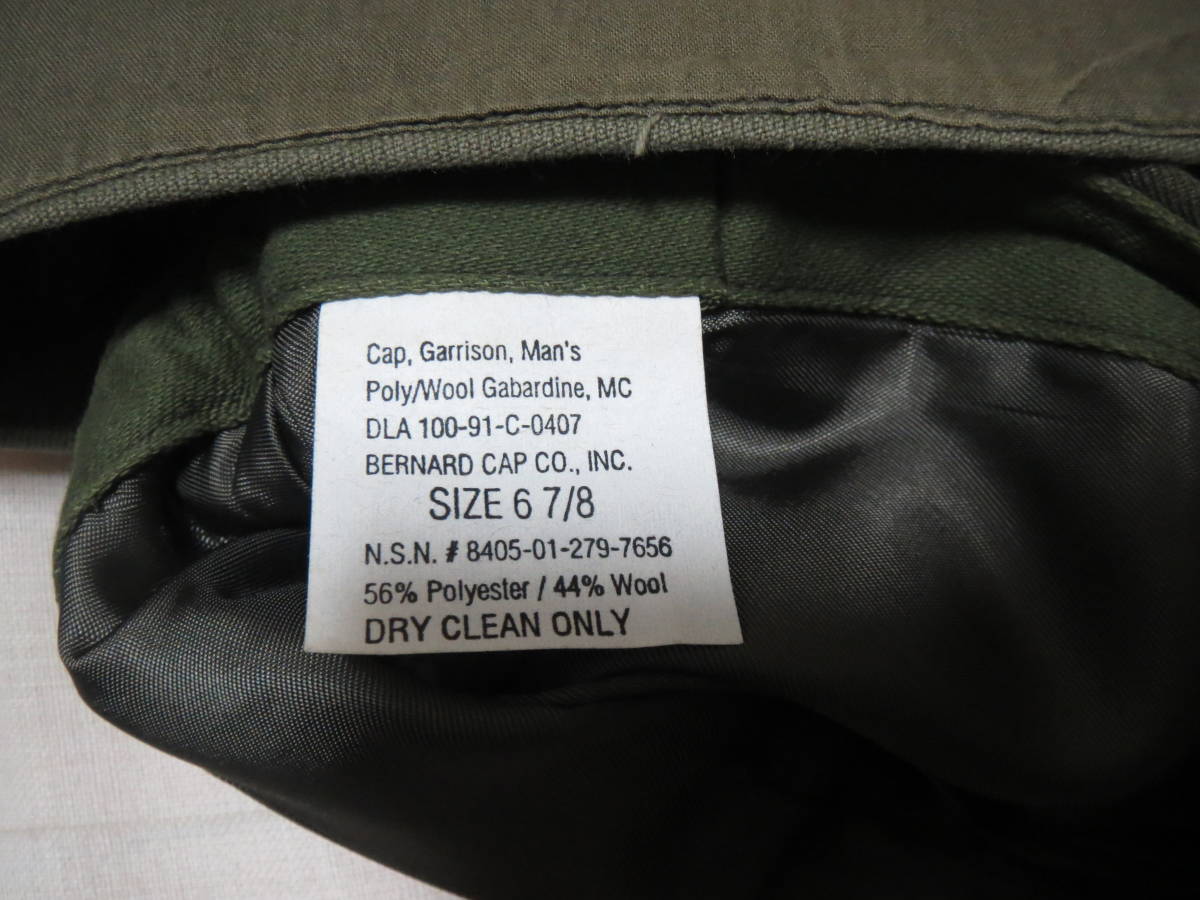 Cap, Garrison, Man's
Poly/Wool Gabardine, MC
DLA 100-91-C-0407
BERNARD CAP CO., INC.
SIZE 6 7/8
N.S.N. # 8405-01-279-7656
56% Polyester / 44% Wool
DRY CLEAN ONLY